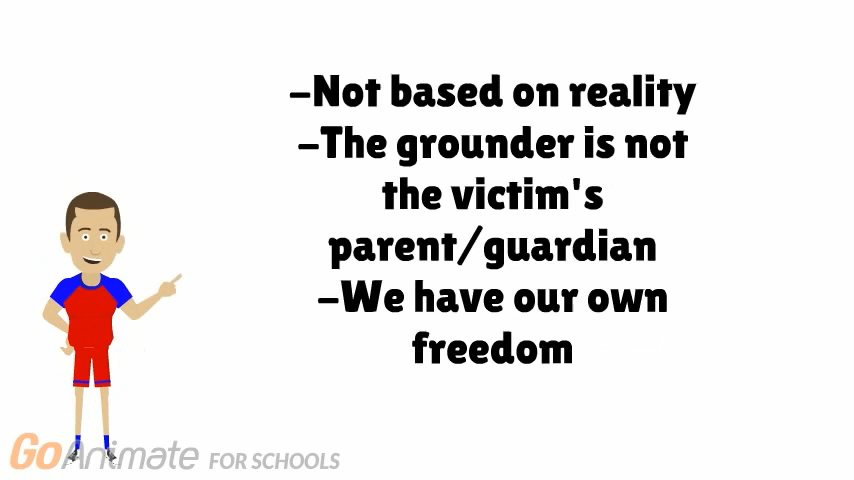 -Not based on reality
-The grounder is not
the victim's
parent/guardian
-We have our own
freedom
GoAnimate FOR SCHOOLS